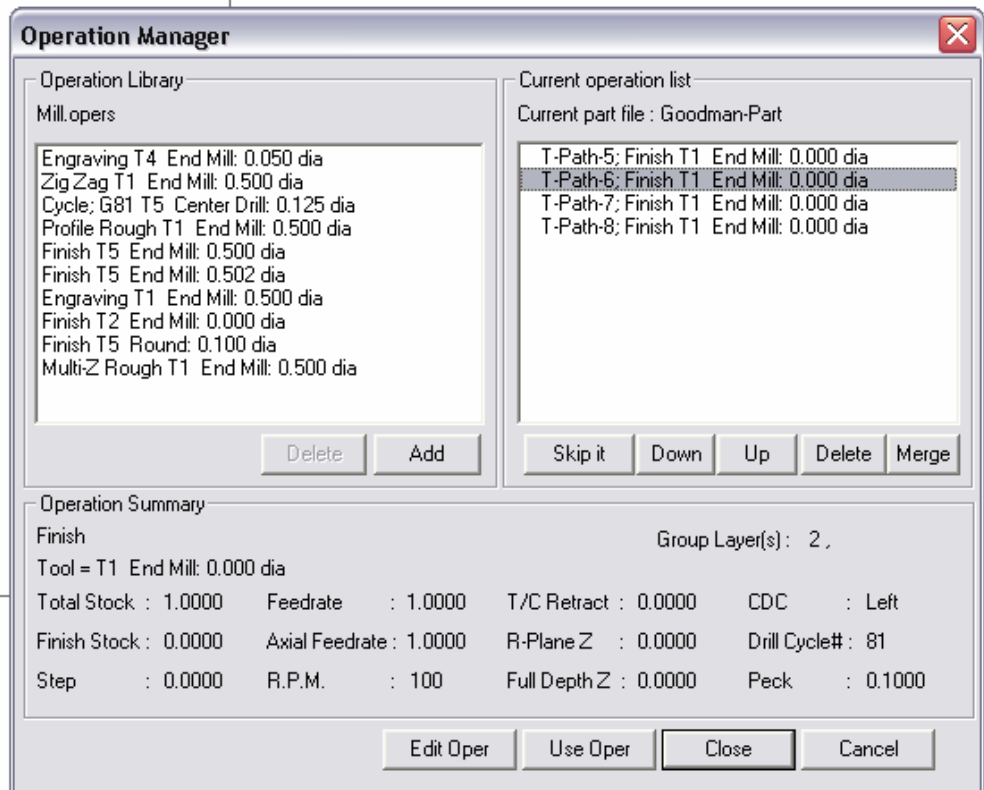 Operation Manager
Operation Library
Mill.opers
Engraving T4 End Mill: 0.050 dia
Zig Zag T1 End Mill: 0.500 dia
Cycle; G81 T5 Center Drill: 0.125 dia
Profile Rough T1 End Mill: 0.500 dia
Finish T5 End Mill: 0.500 dia
Finish T5 End Mill: 0.502 dia
Engraving T1 End Mill: 0.500 dia
Finish T2 End Mill: 0.000 dia
Finish T5 Round: 0.100 dia
Multi-Z Rough T1 End Mill: 0.500 dia
Delete Add
Current operation list
Current part file : Goodman-Part
T-Path-5; Finish T1 End Mill: 0.000 dia
T-Path-6; Finish T1 End Mill: 0.000 dia
T-Path-7; Finish T1 End Mill: 0.000 dia
T-Path-8; Finish T1 End Mill: 0.000 dia
Skip it Down Up Delete Merge
Operation Summary
Finish Group Layer(s) : 2 ,
Tool = T1 End Mill: 0.000 dia
Total Stock : 1.0000 Feedrate : 1.0000 T/C Retract : 0.0000 CDC : Left
Finish Stock : 0.0000 Axial Feedrate : 1.0000 R-Plane Z : 0.0000 Drill Cycle# : 81
Step : 0.0000 R.P.M. : 100 Full Depth Z : 0.0000 Peck : 0.1000
Edit Oper Use Oper Close Cancel